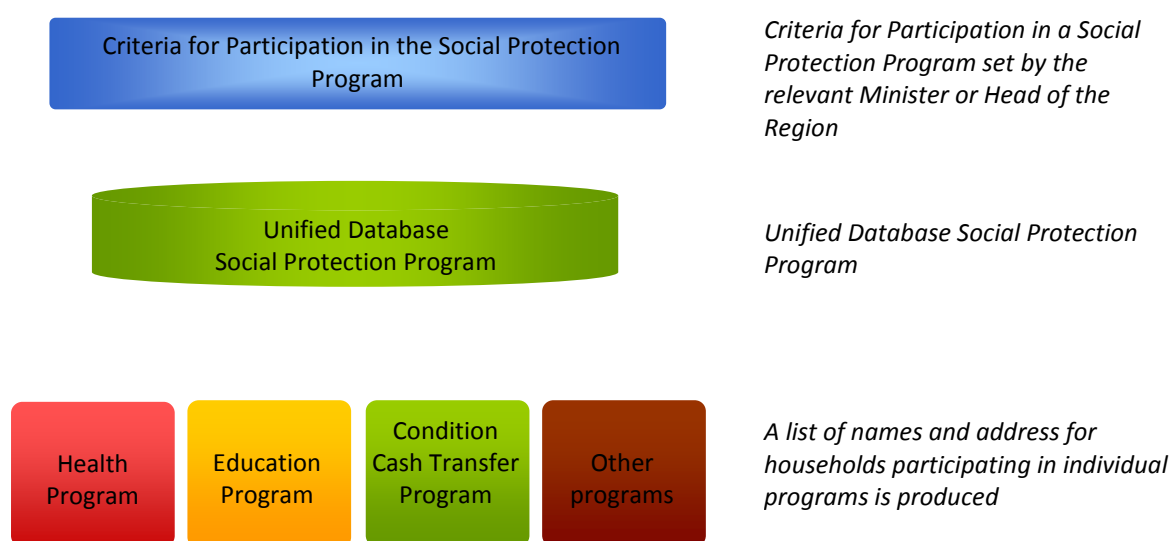 Criteria for Participation in the Social Protection
Program
Criteria for Participation in a Social
Protection Program set by the
relevant Minister or Head of the
Region
Unified Database
Social Protection Program
Unified Database Social Protection
Program
Health
Program
Education
Program
Condition
Cash Transfer
Program
Other
programs
A list of names and address for
households participating in individual
programs is produced